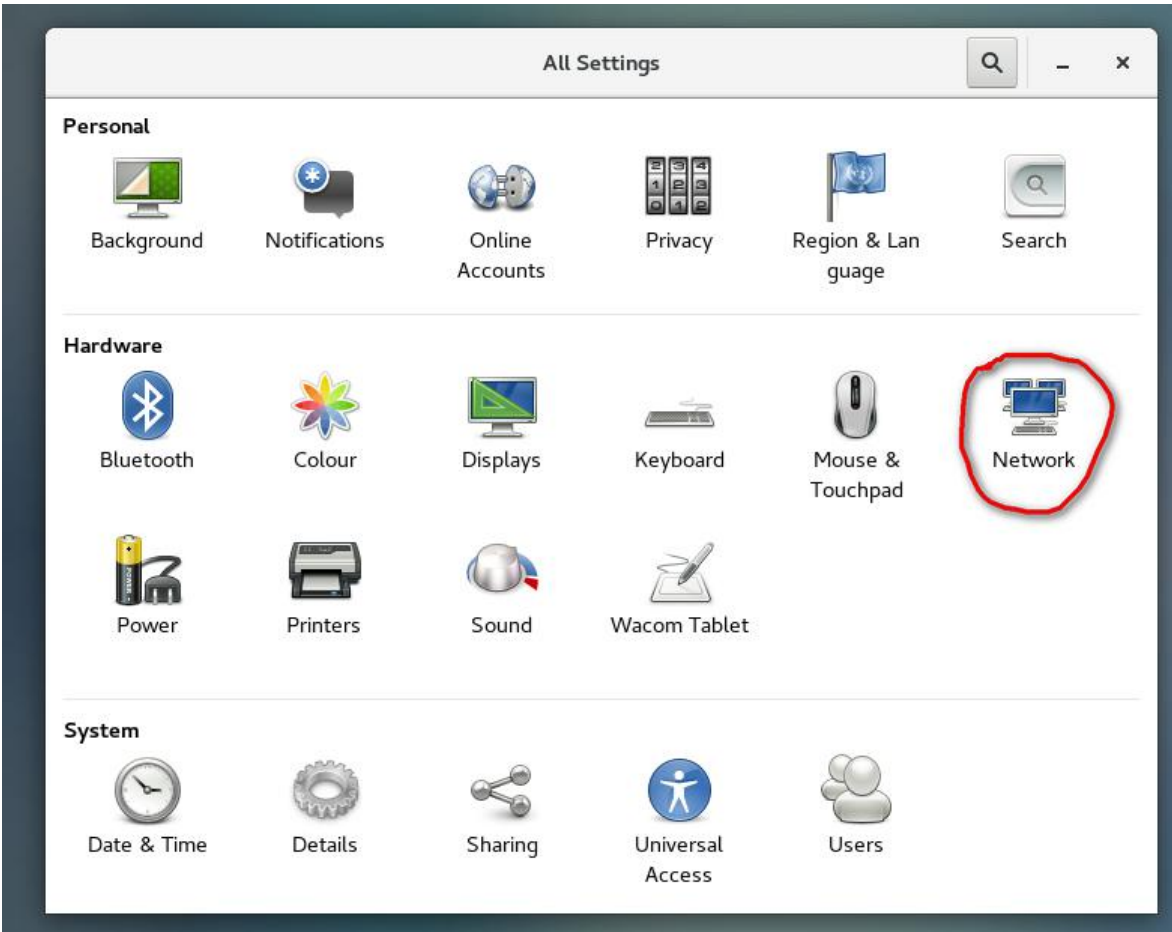 All Settings
Personal
Background Notifications Online Accounts Privacy Region & Lan guage Search
Hardware
Bluetooth Colour Displays Keyboard Mouse & Touchpad Network
Power Printers Sound Wacom Tablet
System
Date & Time Details Sharing Universal Access Users